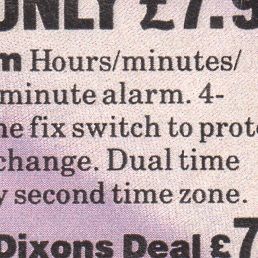 ONLY £7.9
m Hours/minutes/
minute alarm. 4-
ne fix switch to prote
change. Dual time
y second time zone.
Dixons Deal £7